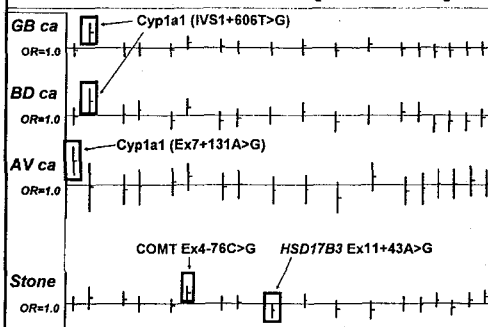 GB ca
Cyp1a1 (IVS1+606T>G)
OR=1.0
BD ca
OR=1.0
Cyp1a1 (Ex7+131A>G)
AV ca
OR=1.0
COMT Ex4-76C>G
HSD17B3 Ex11+43A>G
Stone
OR=1.0